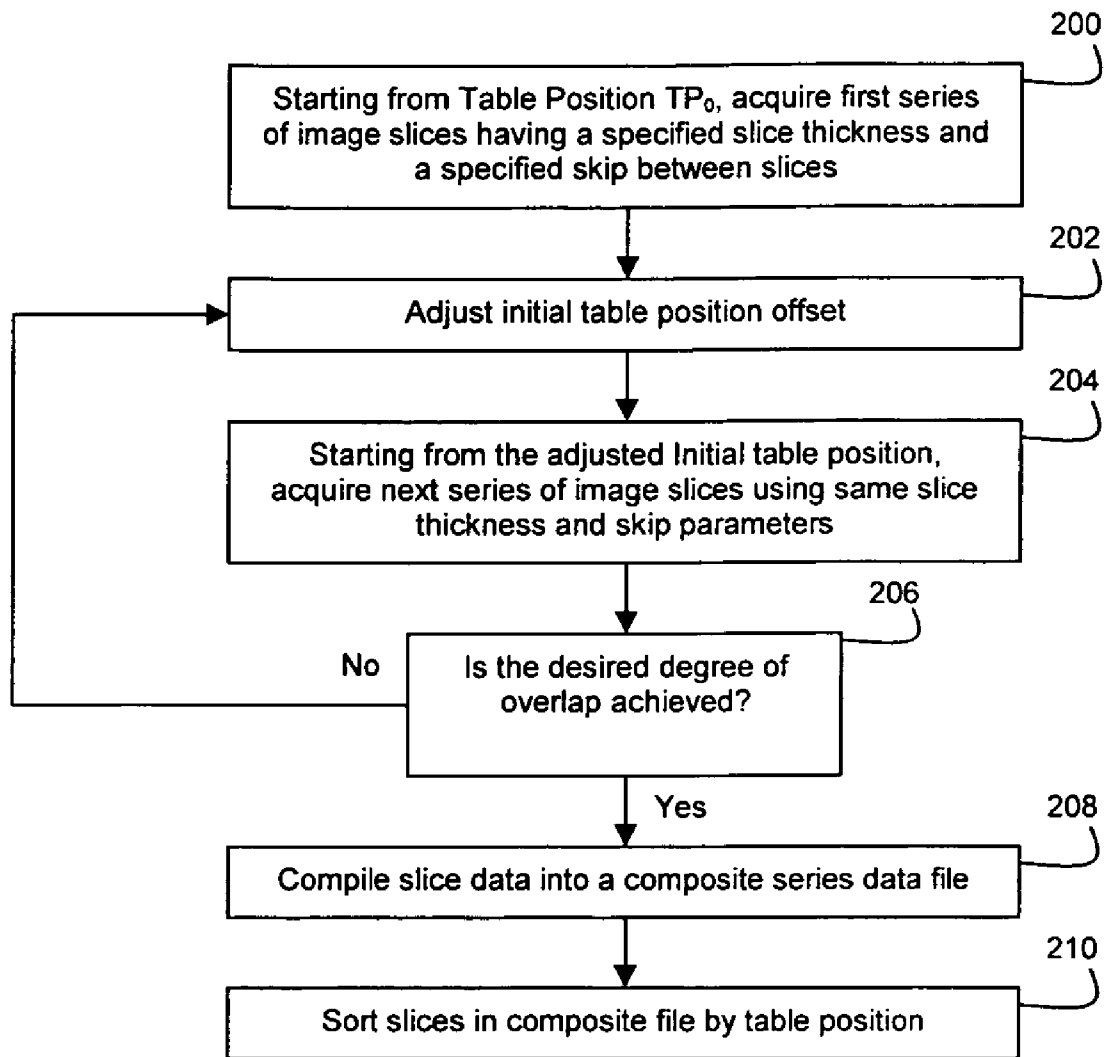 200
Starting from Table Position TP₀, acquire first series
of image slices having a specified slice thickness and
a specified skip between slices
202
Adjust initial table position offset
204
Starting from the adjusted Initial table position,
acquire next series of image slices using same slice
thickness and skip parameters
206
No
Is the desired degree of
overlap achieved?
Yes
208
Compile slice data into a composite series data file
210
Sort slices in composite file by table position